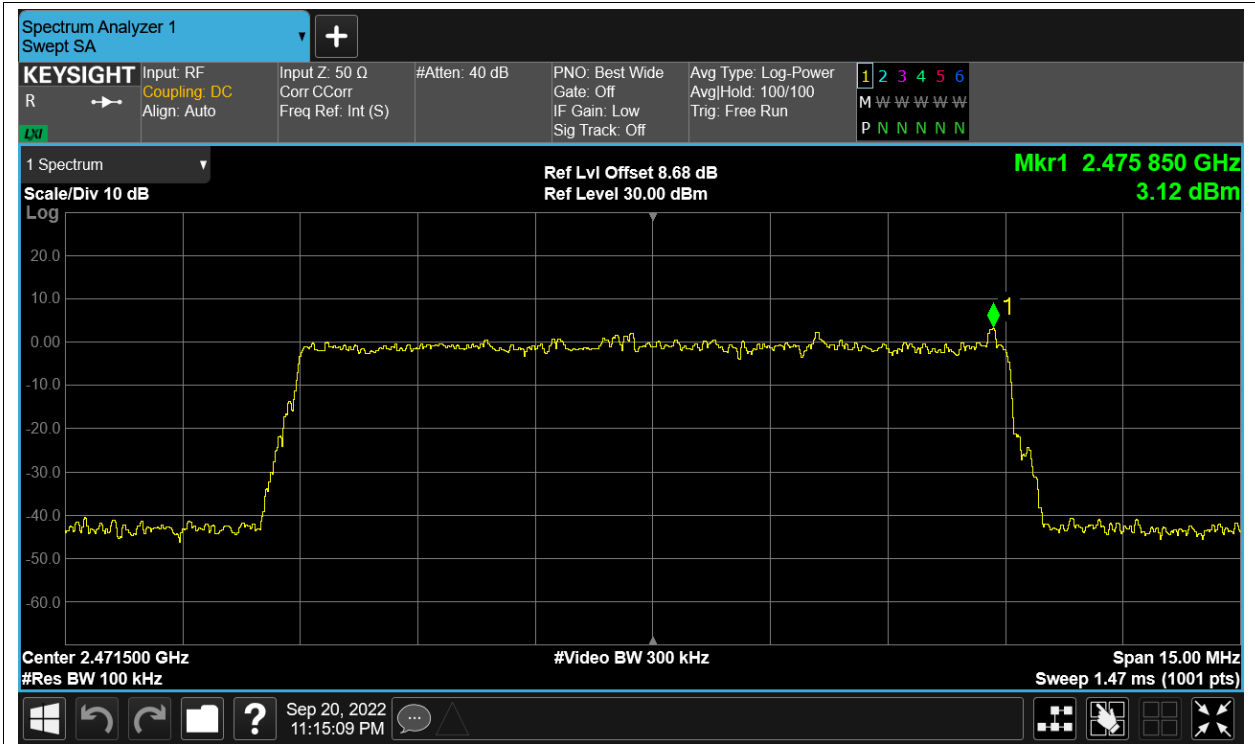 Spectrum Analyzer 1
Swept SA
KEYSIGHT
R
LXI
Input: RF
Coupling: DC
Align: Auto
Input Z: 50 Ω
Corr CCorr
Freq Ref: Int (S)
#Atten: 40 dB
PNO: Best Wide
Gate: Off
IF Gain: Low
Sig Track: Off
Avg Type: Log-Power
Avg|Hold: 100/100
Trig: Free Run
1 2 3 4 5 6
M W W W W W
P N N N N N
1 Spectrum
Scale/Div 10 dB
Log
Ref Lvl Offset 8.68 dB
Ref Level 30.00 dBm
Mkr1 2.475 850 GHz
3.12 dBm
20.0
10.0
1
0.00
-10.0
-20.0
-30.0
-40.0
-50.0
-60.0
Center 2.471500 GHz
#Res BW 100 kHz
#Video BW 300 kHz
Span 15.00 MHz
Sweep 1.47 ms (1001 pts)
?
Sep 20, 2022
11:15:09 PM